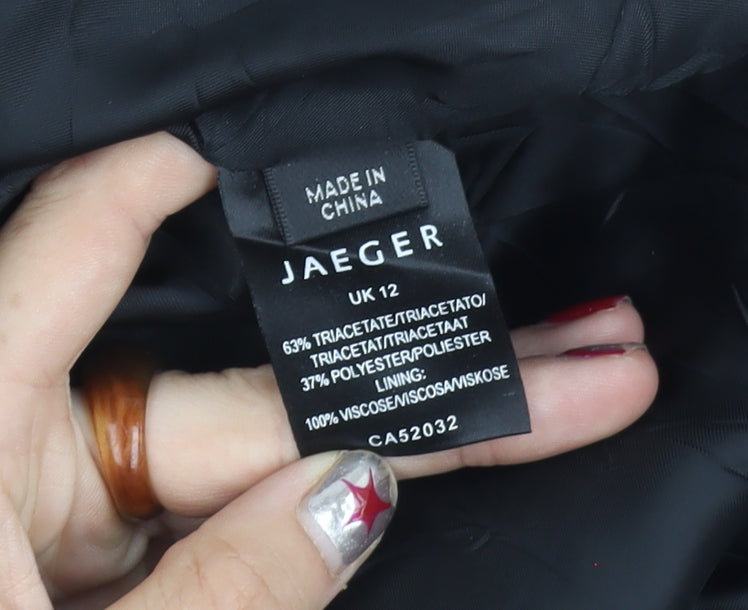 MADE IN
CHINA
JAEGER
UK 12
63% TRIACETATE/TRIACETATO/
TRIACETAT/TRIACETAAT
37% POLYESTER/POLIESTER
LINING:
100% VISCOSE/VISCOSA/VISKOSE
CA52032